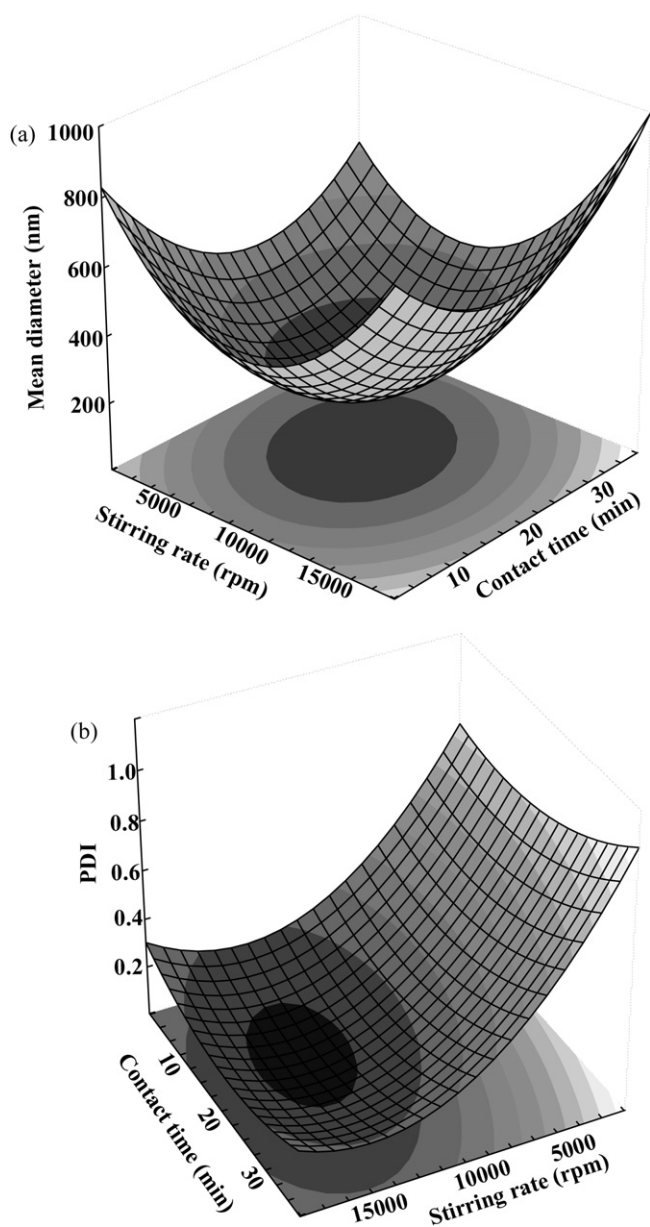 (a)
1000
800
600
400
200
Mean diameter (nm)
5000
10000
15000
Stirring rate (rpm)
10
20
30
Contact time (min)
(b)
1.0
0.8
0.6
0.4
0.2
PDI
10
20
30
Contact time (min)
15000
10000
5000
Stirring rate (rpm)